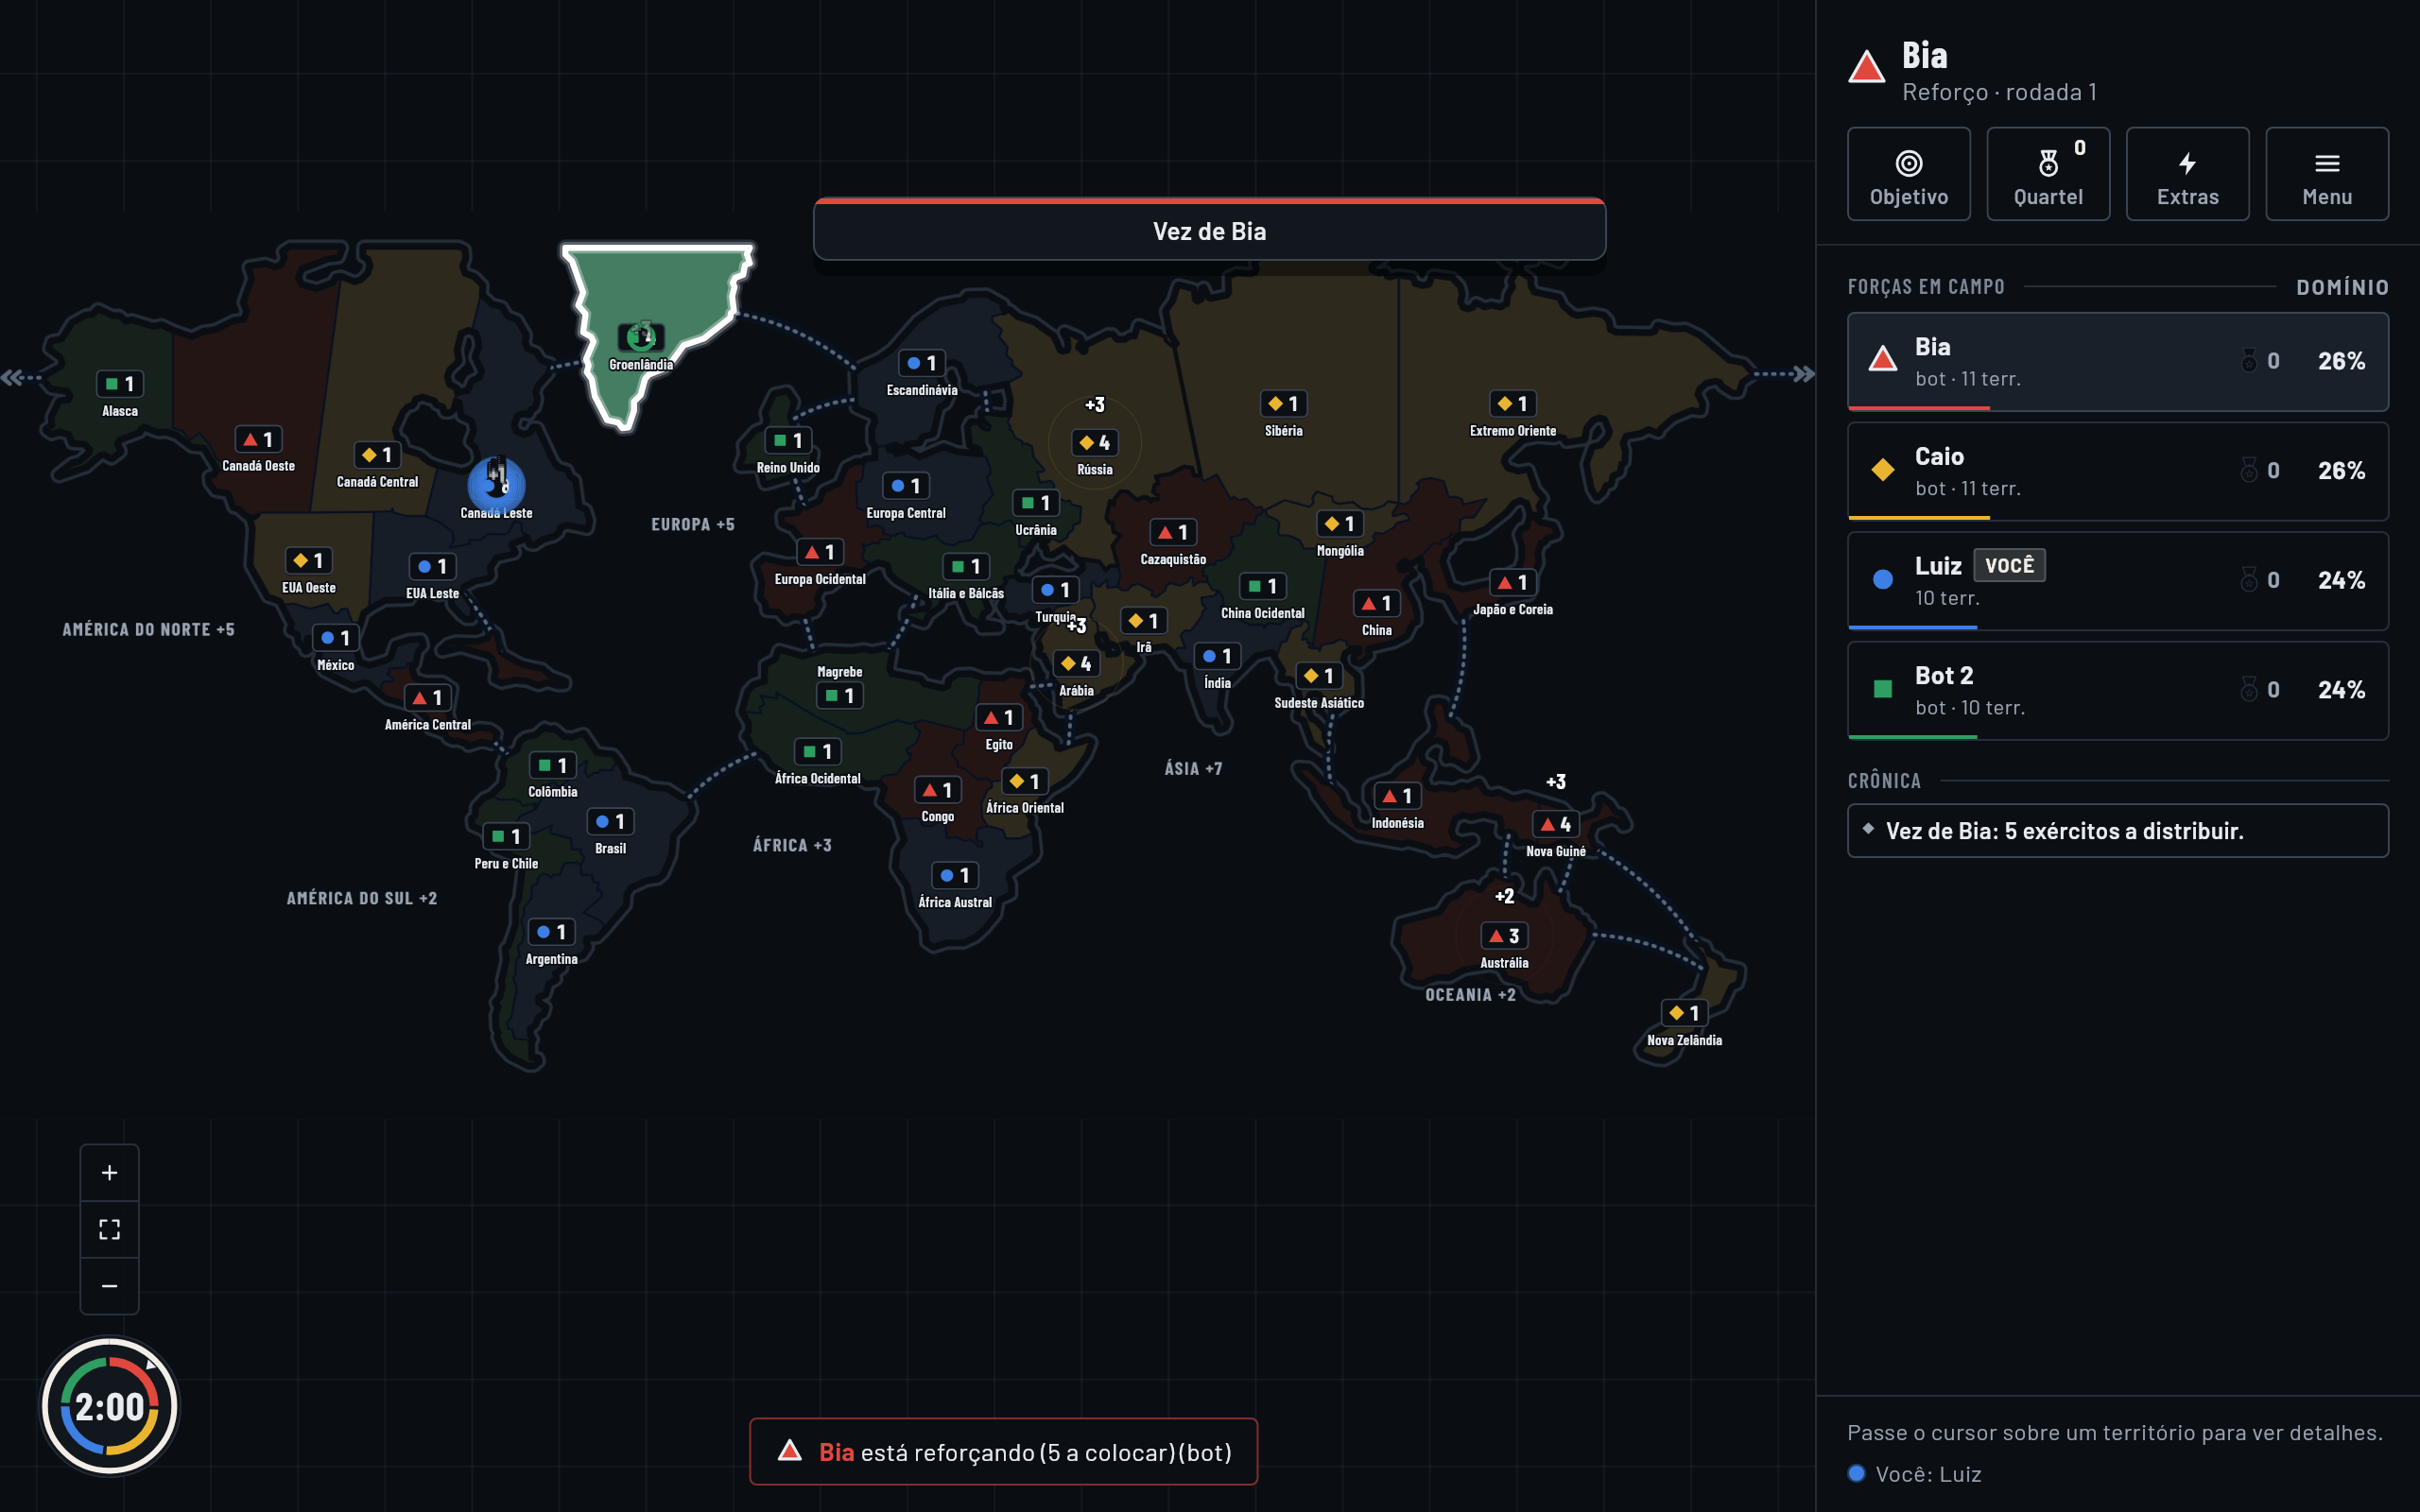 Bia
Reforço · rodada 1
Objetivo
0
Quartel
Extras
Menu
Vez de Bia
FORÇAS EM CAMPO
DOMÍNIO
Bia
bot · 11 terr.
0
26%
Caio
bot · 11 terr.
0
26%
Luiz
VOCÊ
10 terr.
0
24%
Bot 2
bot · 10 terr.
0
24%
CRÔNICA
Vez de Bia: 5 exércitos a distribuir.
Groenlândia
1
Alasca
1
Canadá Oeste
1
Canadá Central
Canadá Leste
1
EUA Oeste
1
EUA Leste
1
México
1
América Central
AMÉRICA DO NORTE +5
1
Colômbia
1
Peru e Chile
1
Brasil
1
Argentina
AMÉRICA DO SUL +2
1
Escandinávia
1
Reino Unido
1
Europa Central
1
Ucrânia
1
Europa Ocidental
1
Itália e Bálcãs
+3
4
Rússia
EUROPA +5
1
Sibéria
1
Extremo Oriente
1
Cazaquistão
1
Mongólia
1
China Ocidental
1
China
1
Japão e Coreia
1
Turquia
+3
4
Arábia
1
Irã
1
Índia
1
Sudeste Asiático
ÁSIA +7
Magrebe
1
1
África Ocidental
1
Egito
1
Congo
1
África Oriental
1
África Austral
ÁFRICA +3
1
Indonésia
+3
4
Nova Guiné
+2
3
Austrália
OCEANIA +2
1
Nova Zelândia
+
−
2:00
Bia está reforçando (5 a colocar) (bot)
Passe o cursor sobre um território para ver detalhes.
Você: Luiz